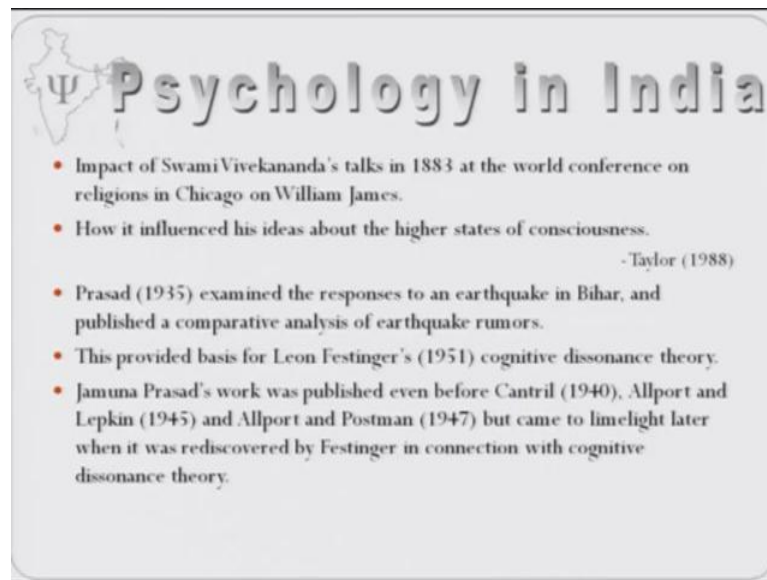 Ψ Psychology in India
• Impact of Swami Vivekananda's talks in 1883 at the world conference on
religions in Chicago on William James.
• How it influenced his ideas about the higher states of consciousness.
- Taylor (1988)
• Prasad (1935) examined the responses to an earthquake in Bihar, and
published a comparative analysis of earthquake rumors.
• This provided basis for Leon Festinger's (1951) cognitive dissonance theory.
• Jamuna Prasad's work was published even before Cantril (1940), Allport and
Lepkin (1945) and Allport and Postman (1947) but came to limelight later
when it was rediscovered by Festinger in connection with cognitive
dissonance theory.